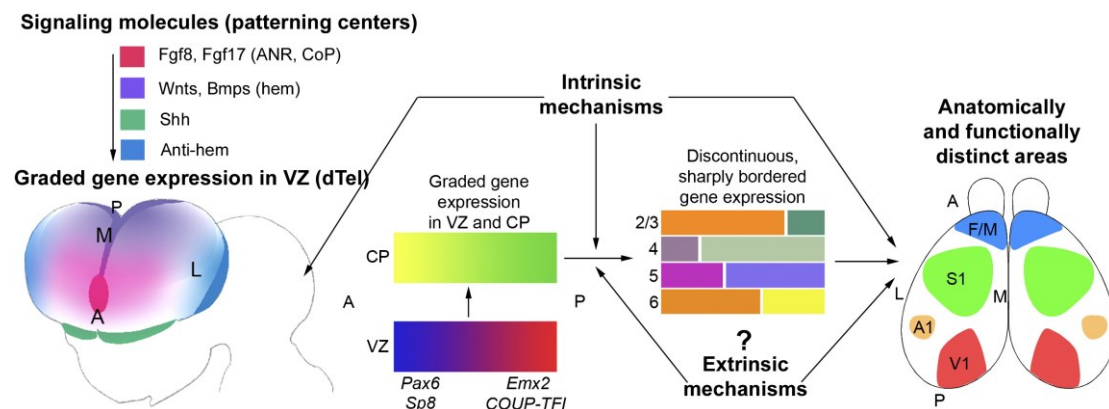 Signaling molecules (patterning centers)
Fgf8, Fgf17 (ANR, CoP)
Wnts, Bmps (hem)
Shh
Anti-hem
Graded gene expression in VZ (dTel)
P
M
L
A
Intrinsic
mechanisms
Graded gene
expression
in VZ and CP
CP
A
P
VZ
Pax6
Sp8
Emx2
COUP-TFI
Discontinuous,
sharply bordered
gene expression
2/3
4
5
6
?
Extrinsic
mechanisms
Anatomically
and functionally
distinct areas
A
F/M
S1
L
M
A1
V1
P